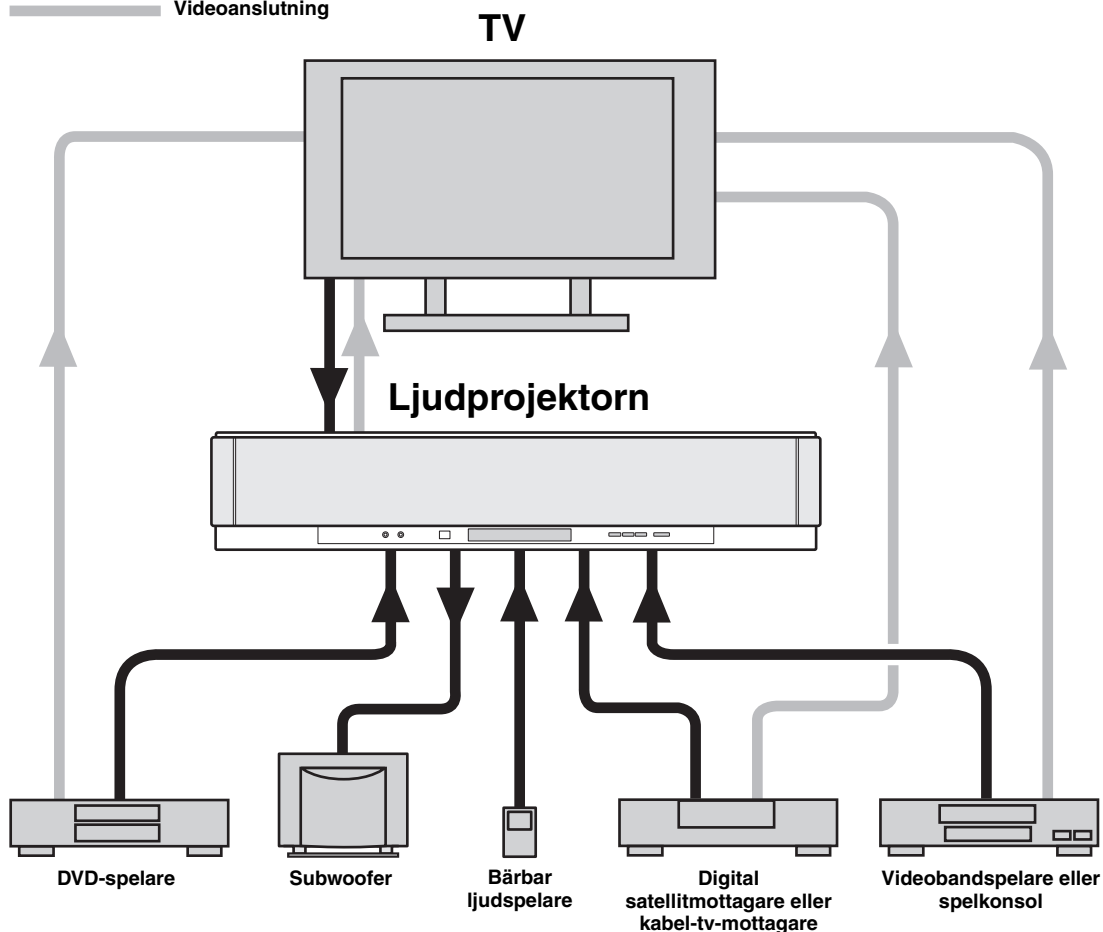 Videoanslutning
TV
Ljudprojektorn
DVD-spelare
Subwoofer
Bärbar
ljudspelare
Digital
satellitmottagare eller
kabel-tv-mottagare
Videobandspelare eller
spelkonsol